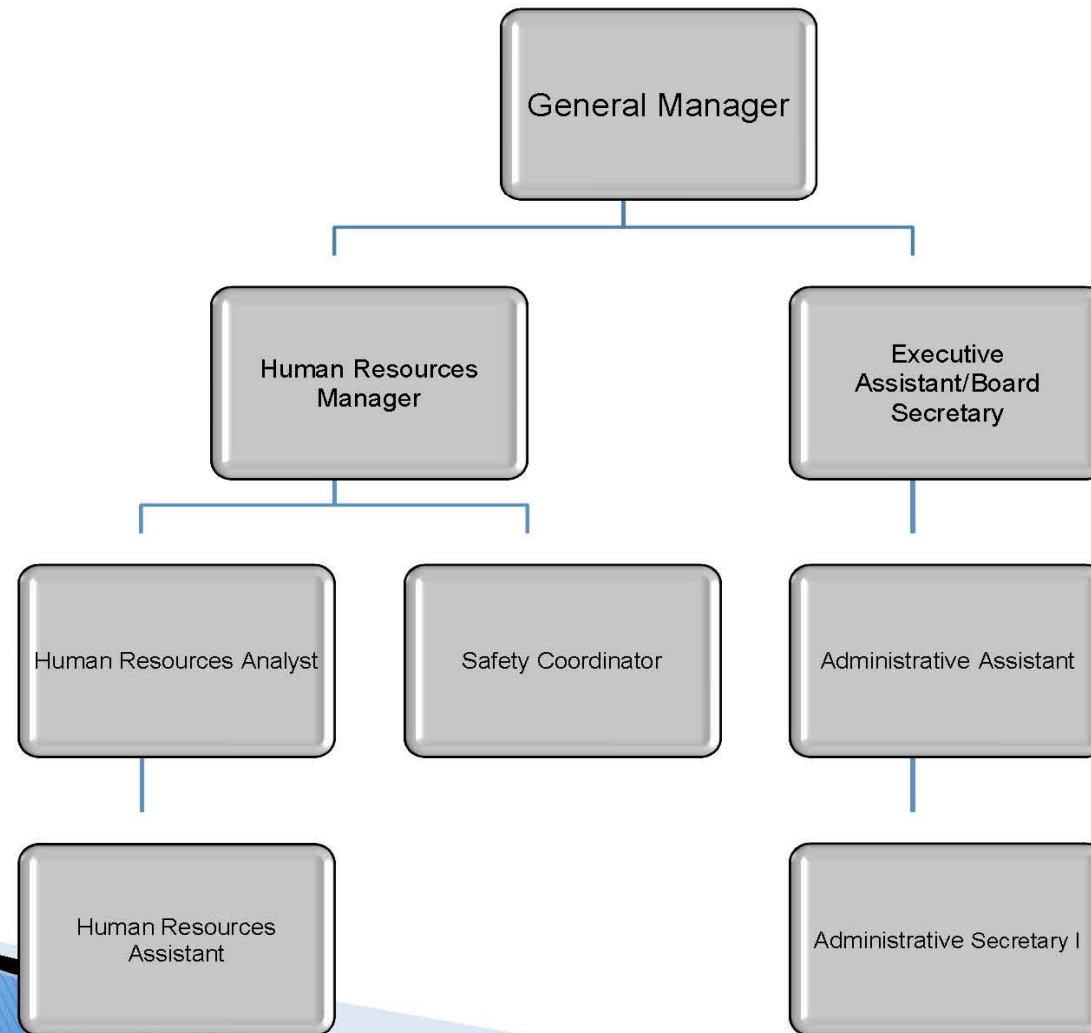 General Manager
Human Resources
Manager
Executive
Assistant/Board
Secretary
Human Resources Analyst
Safety Coordinator
Administrative Assistant
Human Resources
Assistant
Administrative Secretary I